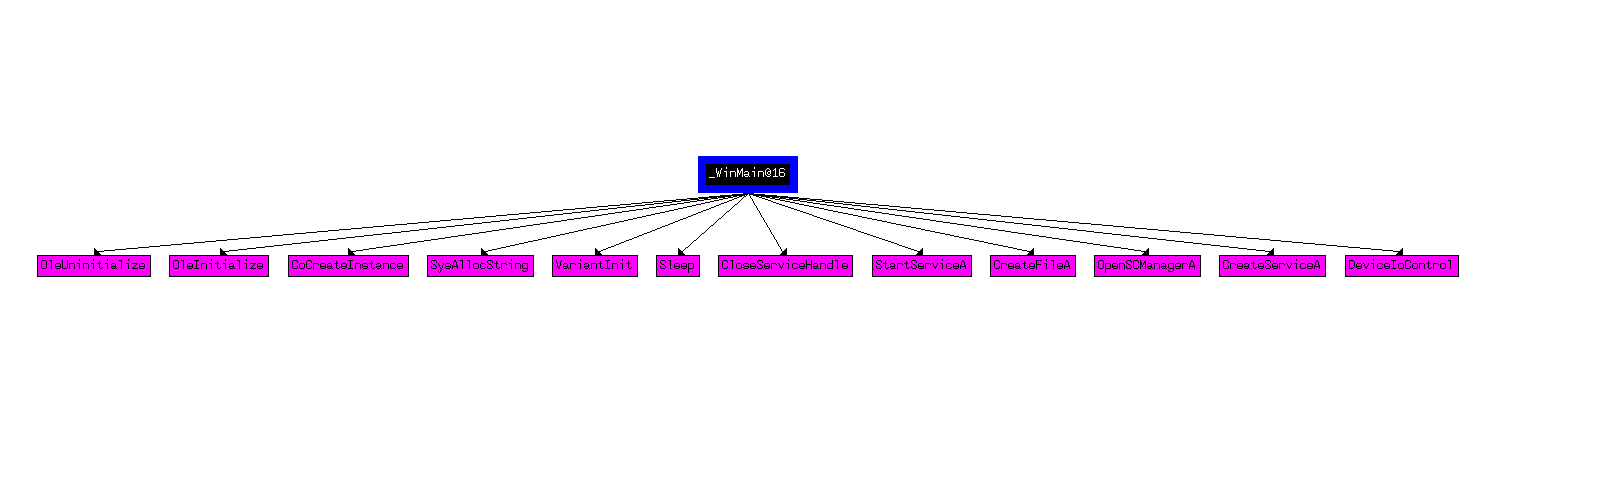 _WinMain@16
OleUninitialize
OleInitialize
CoCreateInstance
SysAllocString
VariantInit
Sleep
CloseServiceHandle
StartServiceA
CreateFileA
OpenSCManagerA
CreateServiceA
DeviceIoControl